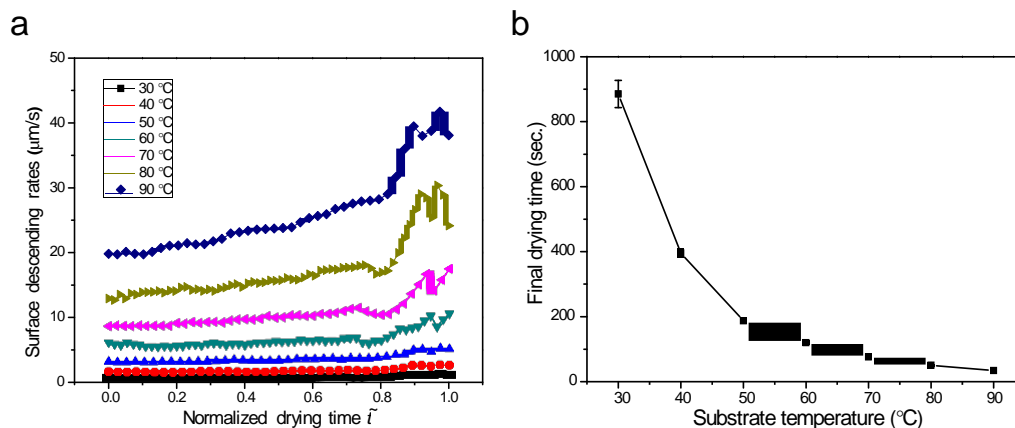 a
50
40
30
20
10
0
Surface descending rates (μm/s)
30 °C
40 °C
50 °C
60 °C
70 °C
80 °C
90 °C
0.0 0.2 0.4 0.6 0.8 1.0
Normalized drying time t̃
b
1000
800
600
400
200
0
Final drying time (sec.)
30 40 50 60 70 80 90
Substrate temperature (°C)